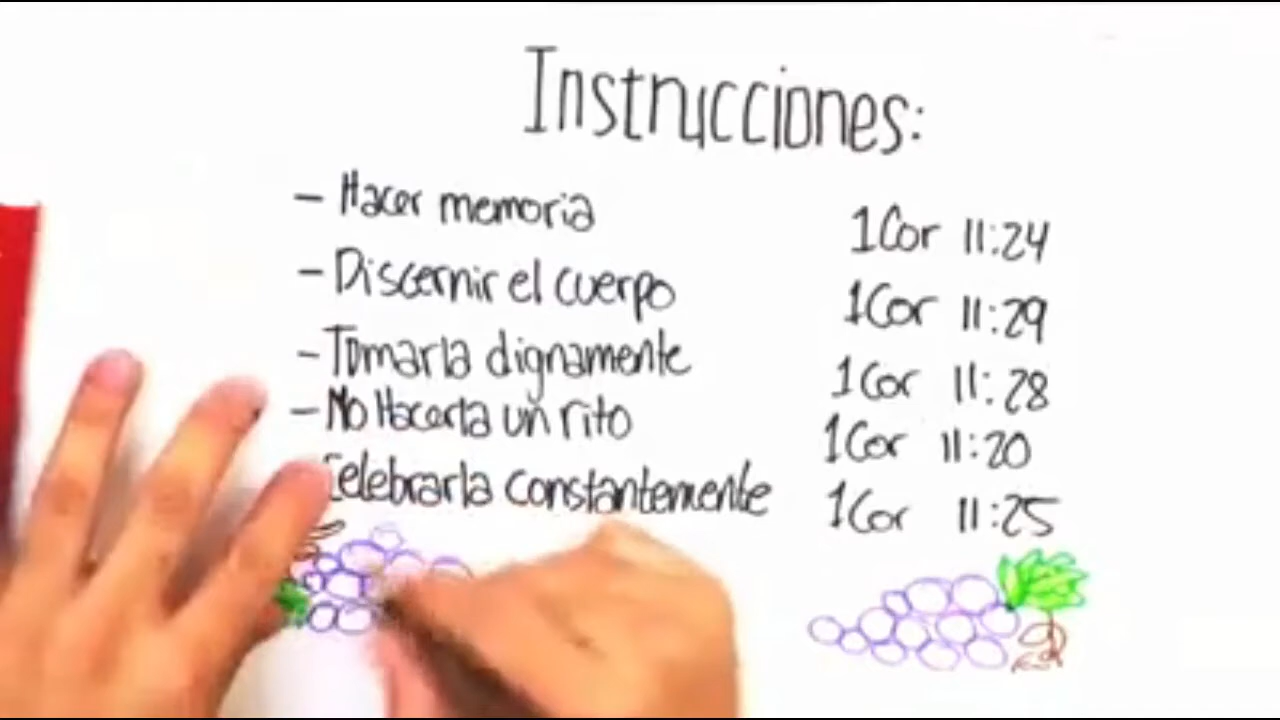 Instrucciones:
- Hacer memoria 1Cor 11:24
- Discernir el cuerpo 1Cor 11:29
- Tomarla dignamente 1Cor 11:28
- No Hacerla un rito 1Cor 11:20
Celebrarla constantemente 1Cor 11:25